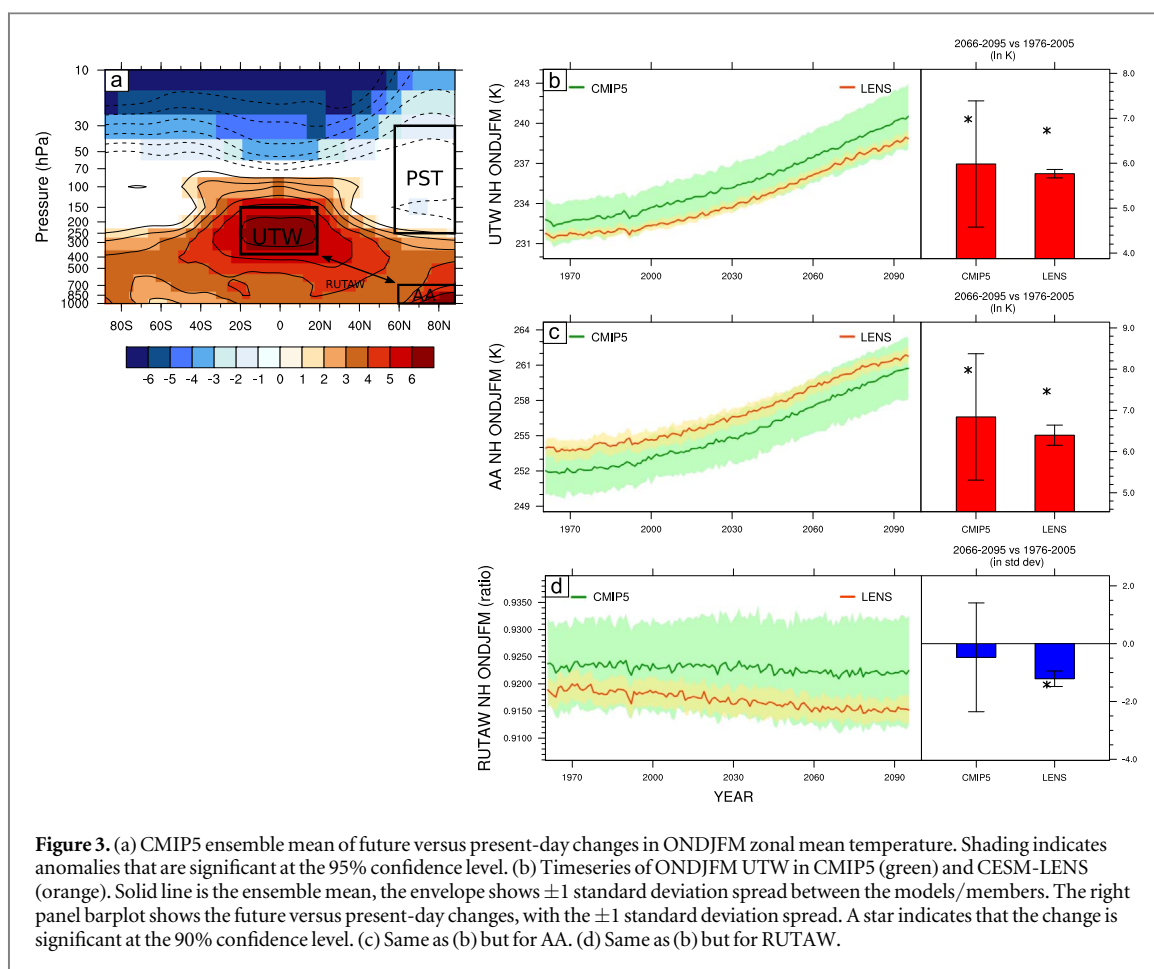 a
10
30
50
70
100
150
200
250
300
400
500
700
850
1000
Pressure (hPa)
PST
UTW
RUTAW
AA
80S 60S 40S 20S 0 20N 40N 60N 80N
-6 -5 -4 -3 -2 -1 0 1 2 3 4 5 6
b
CMIP5 LENS
243
240
237
234
231
UTW NH ONDJFM (K)
1970 2000 2030 2060 2090
2066-2095 vs 1976-2005
(In K)
*
*
8.0
7.0
6.0
5.0
4.0
CMIP5 LENS
c
CMIP5 LENS
264
261
258
255
252
249
AA NH ONDJFM (K)
1970 2000 2030 2060 2090
2066-2095 vs 1976-2005
(In K)
*
*
9.0
8.0
7.0
6.0
5.0
CMIP5 LENS
d
CMIP5 LENS
0.9350
0.9300
0.9250
0.9200
0.9150
0.9100
RUTAW NH ONDJFM (ratio)
1970 2000 2030 2060 2090
YEAR
2066-2095 vs 1976-2005
(in std dev)
*
2.0
0.0
-2.0
-4.0
CMIP5 LENS
Figure 3. (a) CMIP5 ensemble mean of future versus present-day changes in ONDJFM zonal mean temperature. Shading indicates
anomalies that are significant at the 95% confidence level. (b) Timeseries of ONDJFM UTW in CMIP5 (green) and CESM-LENS
(orange). Solid line is the ensemble mean, the envelope shows ±1 standard deviation spread between the models/members. The right
panel barplot shows the future versus present-day changes, with the ±1 standard deviation spread. A star indicates that the change is
significant at the 90% confidence level. (c) Same as (b) but for AA. (d) Same as (b) but for RUTAW.